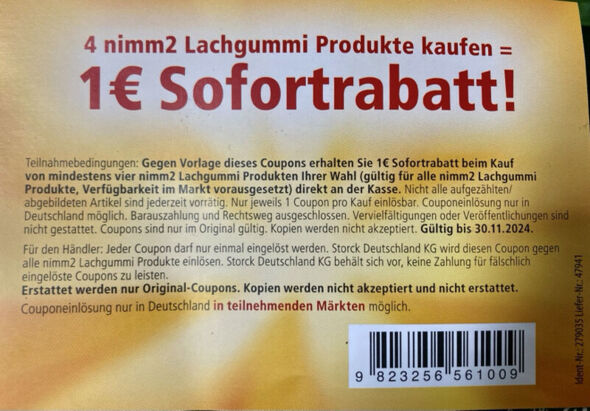 4 nimm2 Lachgummi Produkte kaufen =
1€ Sofortrabatt!
Teilnahmebedingungen: Gegen Vorlage dieses Coupons erhalten Sie 1€ Sofortrabatt beim Kauf
von mindestens vier nimm2 Lachgummi Produkten Ihrer Wahl (gültig für alle nimm2 Lachgummi
Produkte, Verfügbarkeit im Markt vorausgesetzt) direkt an der Kasse. Nicht alle aufgezählten/
abgebildeten Artikel sind jederzeit vorrätig. Nur jeweils 1 Coupon pro Kauf einlösbar. Couponeinlösung nur in
Deutschland möglich. Barauszahlung und Rechtsweg ausgeschlossen. Vervielfältigungen oder Veröffentlichungen sind
nicht gestattet. Coupons sind nur im Original gültig. Kopien werden nicht akzeptiert. Gültig bis 30.11.2024.
Für den Händler: Jeder Coupon darf nur einmal eingelöst werden. Storck Deutschland KG wird diesen Coupon gegen
alle nimm2 Lachgummi Produkte einlösen. Storck Deutschland KG behält sich vor, keine Zahlung für fälschlich
eingelöste Coupons zu leisten.
Erstattet werden nur Original-Coupons. Kopien werden nicht akzeptiert und nicht erstattet.
Couponeinlösung nur in Deutschland in teilnehmenden Märkten möglich.
9 823256 561009
Ident-Nr.: 279035 Liefer-Nr.: 47941